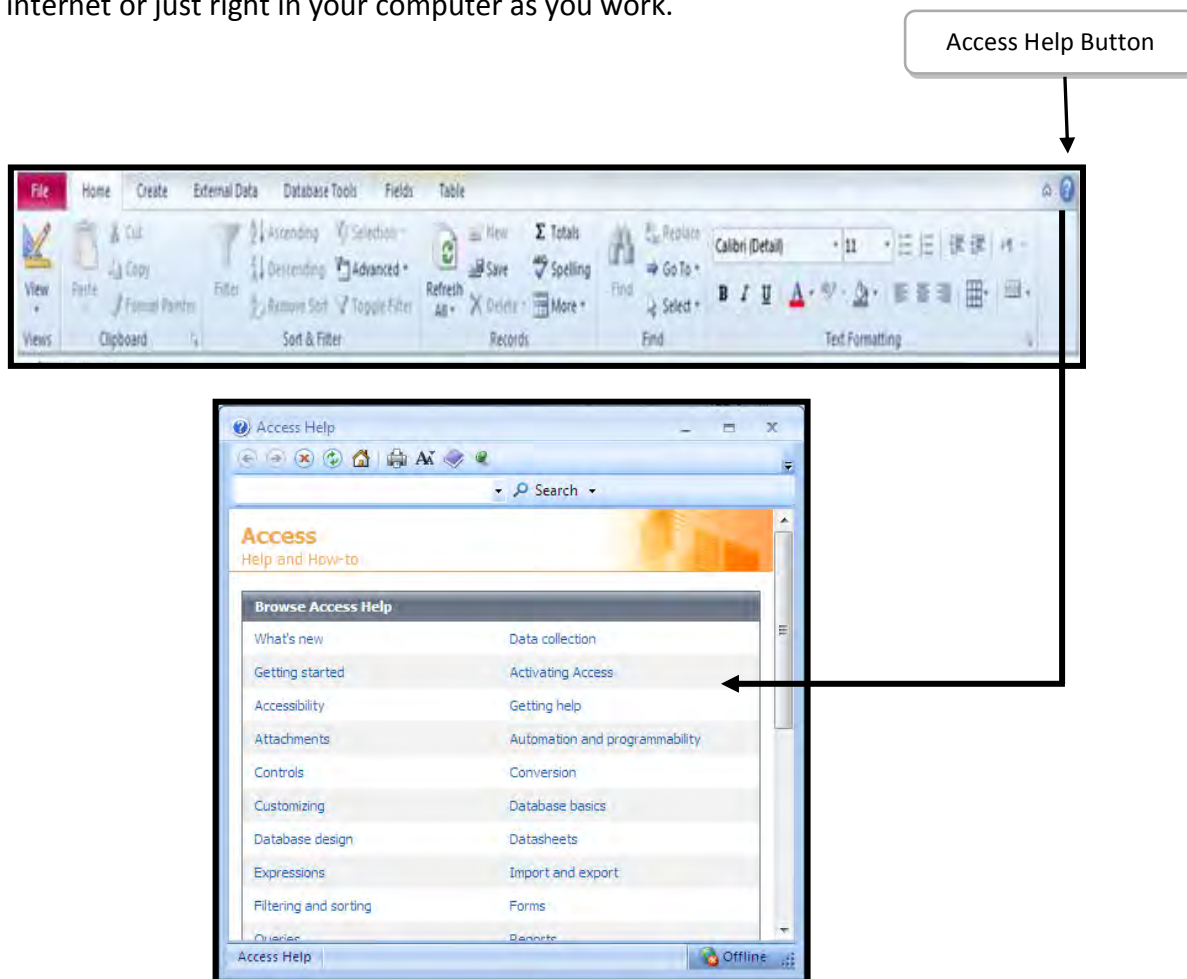 internet or just right in your computer as you work.
Access Help Button
File Home Create External Data Database Tools Fields Table
Cut
Copy
Format Painter
Paste
View
Filter
Ascending Selection
Descending Advanced
Remove Sort Toggle Filter
Refresh All
New Σ Totals
Save Spelling
Delete More
Find
Replace
Go To
Select
Calibri (Detail) 11
B I U A
Views Clipboard Sort & Filter Records Find Text Formatting
Access Help
Search
Access
Help and How-to
Browse Access Help
What's new Data collection
Getting started Activating Access
Accessibility Getting help
Attachments Automation and programmability
Controls Conversion
Customizing Database basics
Database design Datasheets
Expressions Import and export
Filtering and sorting Forms
Queries Reports
Access Help Offline